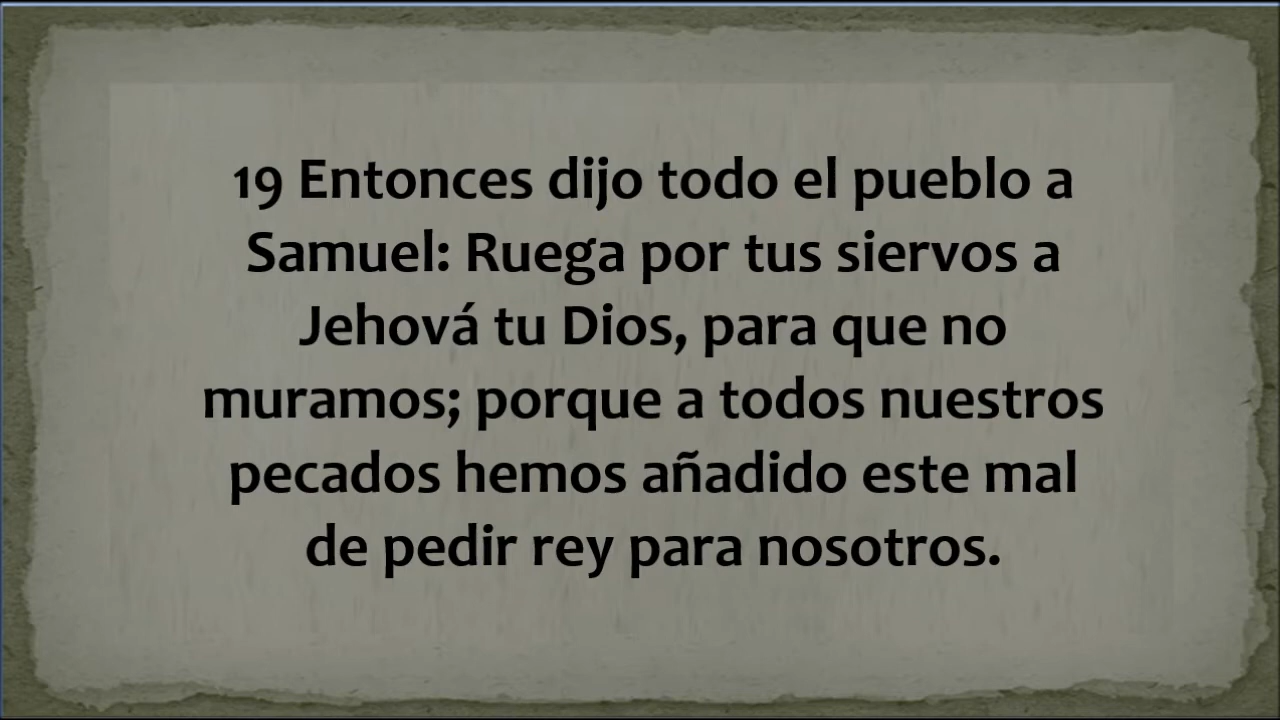 19 Entonces dijo todo el pueblo a
Samuel: Ruega por tus siervos a
Jehová tu Dios, para que no
muramos; porque a todos nuestros
pecados hemos añadido este mal
de pedir rey para nosotros.